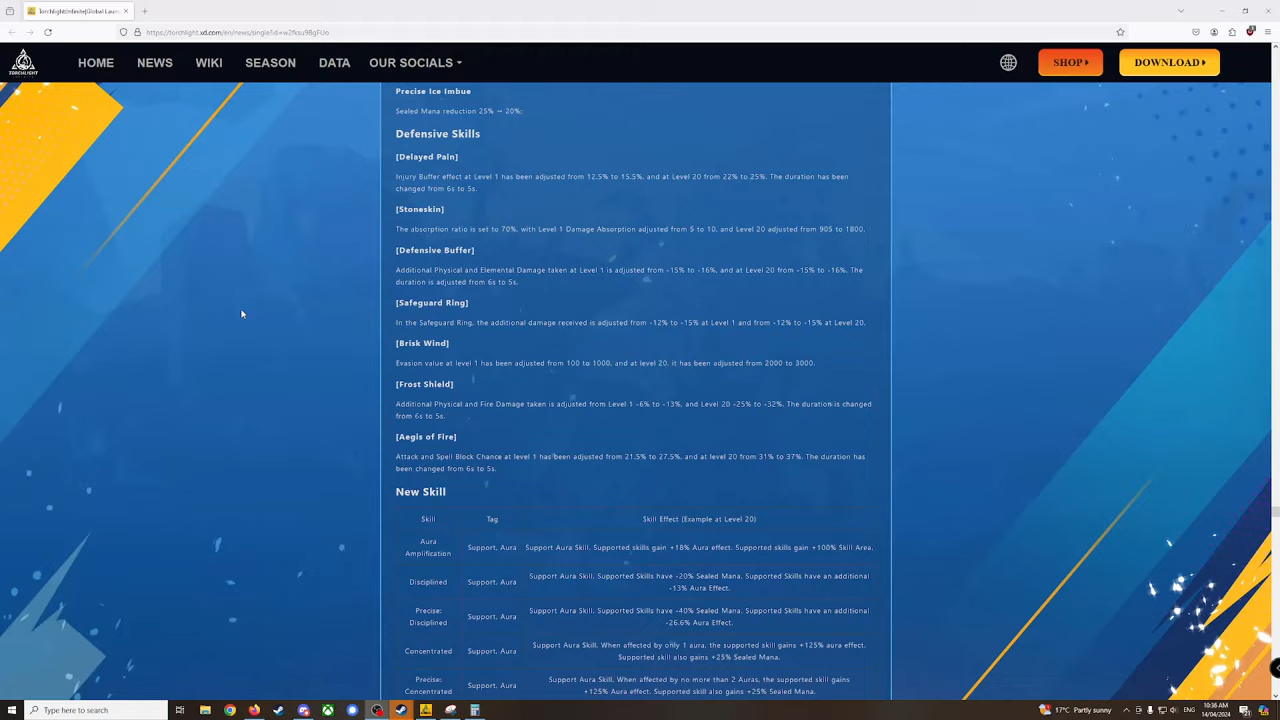 Torchlight:Infinite|Global Laun
https://torchlight.xd.com/en/news/single?id=w2fksu9BgFUo
TORCHLIGHT
HOME NEWS WIKI SEASON DATA OUR SOCIALS SHOP DOWNLOAD
Precise Ice Imbue
Sealed Mana reduction 25% → 20%;
Defensive Skills
[Delayed Pain]
Injury Buffer effect at Level 1 has been adjusted from 12.5% to 15.5%, and at Level 20 from 22% to 25%. The duration has been
changed from 6s to 5s.
[Stoneskin]
The absorption ratio is set to 70%, with Level 1 Damage Absorption adjusted from 5 to 10, and Level 20 adjusted from 905 to 1800.
[Defensive Buffer]
Additional Physical and Elemental Damage taken at Level 1 is adjusted from -15% to -16%, and at Level 20 from -15% to -16%. The
duration is adjusted from 6s to 5s.
[Safeguard Ring]
In the Safeguard Ring, the additional damage received is adjusted from -12% to -15% at Level 1 and from -12% to -15% at Level 20.
[Brisk Wind]
Evasion value at level 1 has been adjusted from 100 to 1000, and at level 20, it has been adjusted from 2000 to 3000.
[Frost Shield]
Additional Physical and Fire Damage taken is adjusted from Level 1 -6% to -13%, and Level 20 -25% to -32%. The duration is changed
from 6s to 5s.
[Aegis of Fire]
Attack and Spell Block Chance at level 1 has been adjusted from 21.5% to 27.5%, and at level 20 from 31% to 37%. The duration has
been changed from 6s to 5s.
New Skill
Skill Tag Skill Effect (Example at Level 20)
Aura
Amplification
Support, Aura
Support Aura Skill. Supported skills gain +18% Aura effect. Supported skills gain +100% Skill Area.
Disciplined
Support, Aura
Support Aura Skill. Supported Skills have -20% Sealed Mana. Supported Skills have an additional
-13% Aura Effect.
Precise:
Disciplined
Support, Aura
Support Aura Skill. Supported Skills have -40% Sealed Mana. Supported Skills have an additional
-26.6% Aura Effect.
Concentrated
Support, Aura
Support Aura Skill. When affected by only 1 aura, the supported skill gains +125% aura effect.
Supported skill also gains +25% Sealed Mana.
Precise:
Concentrated
Support, Aura
Support Aura Skill. When affected by no more than 2 Auras, the supported skill gains
+125% Aura effect. Supported skill also gains +25% Sealed Mana.
Type here to search
17°C Partly sunny
10:36 AM
14/04/2024